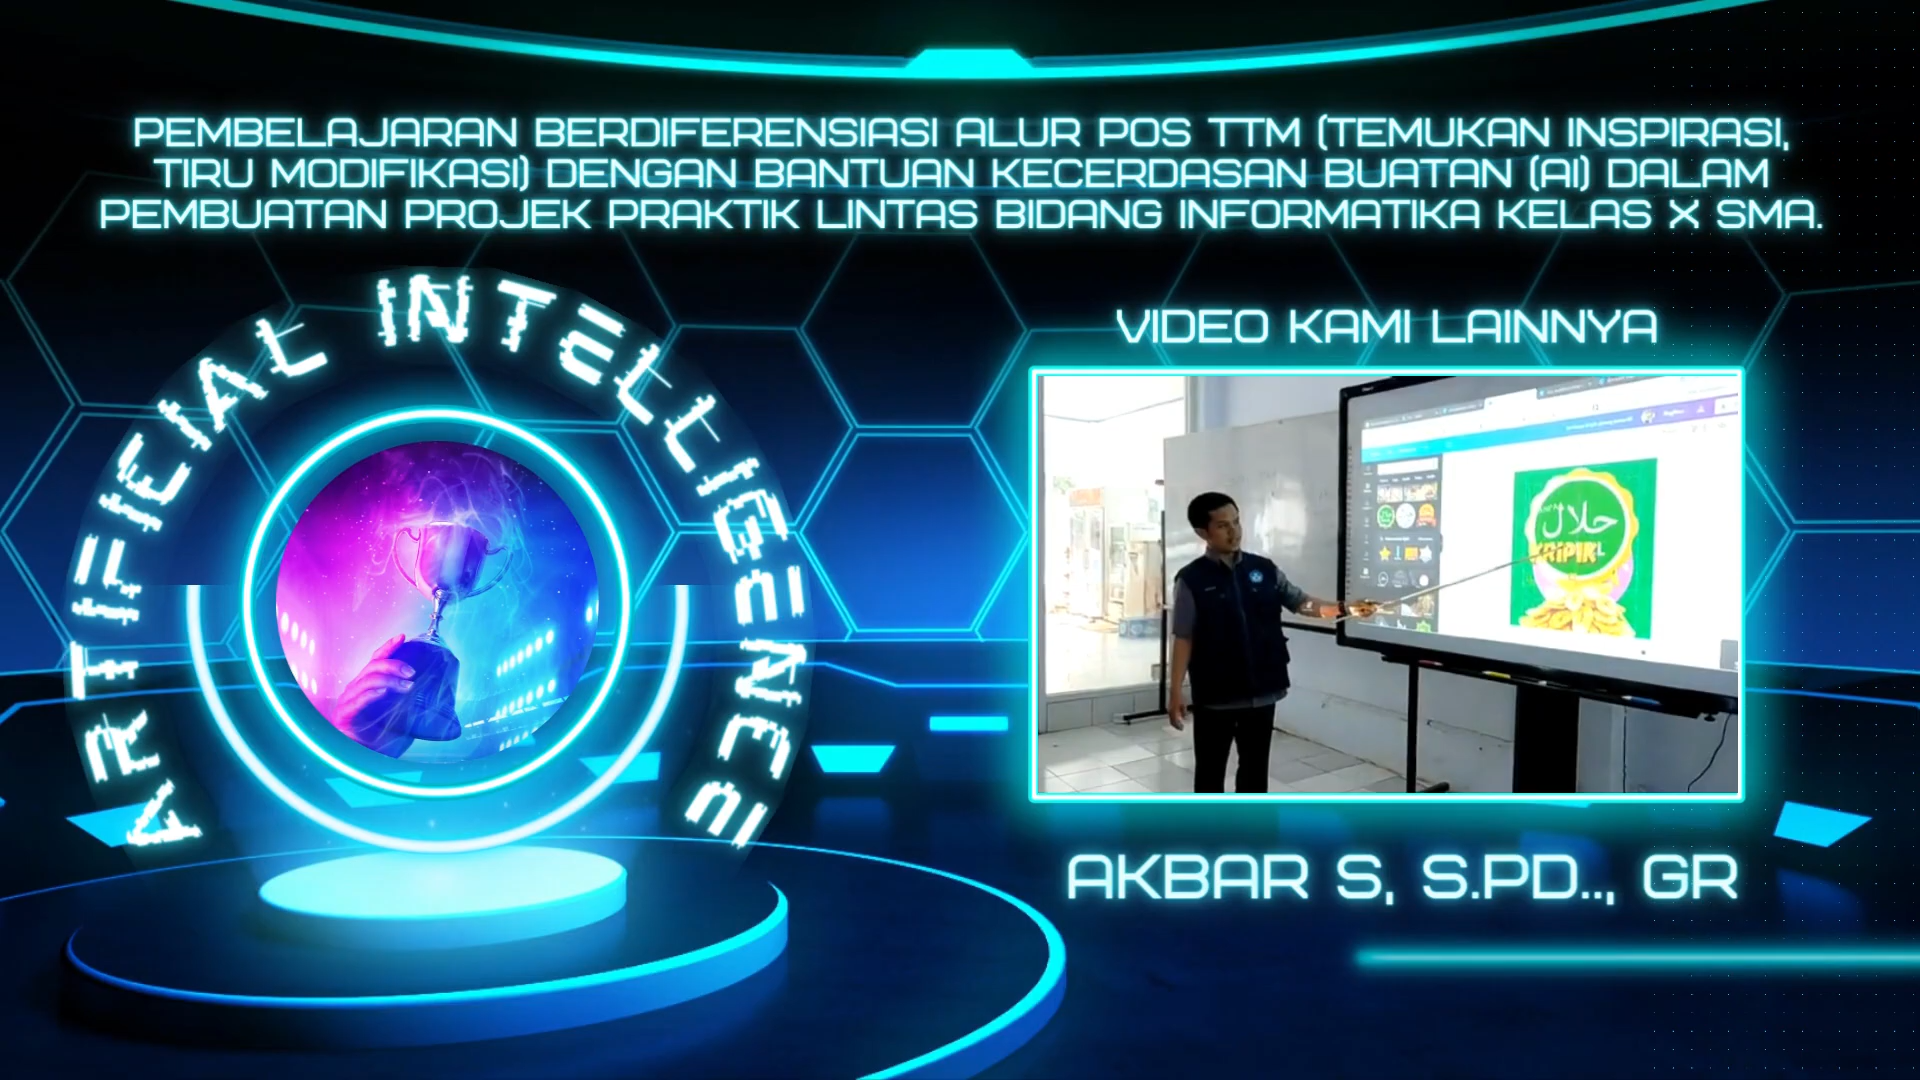 PEMBELAJARAN BERDIFERENSIASI ALUR POS TTM (TEMUKAN INSPIRASI,
TIRU MODIFIKASI) DENGAN BANTUAN KECERDASAN BUATAN (AI) DALAM
PEMBUATAN PROJEK PRAKTIK LINTAS BIDANG INFORMATIKA KELAS X SMA.
ARTIFICIAL INTELLIGENCE
VIDEO KAMI LAINNYA
حلال
KRIPIK
AKBAR S, S.PD.., GR